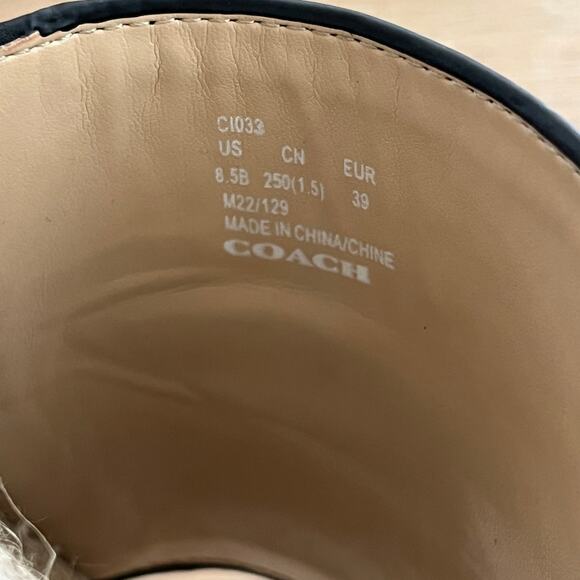 CI033
US CN EUR
8.5B 250(1.5) 39
M22/129
MADE IN CHINA/CHINE
COACH